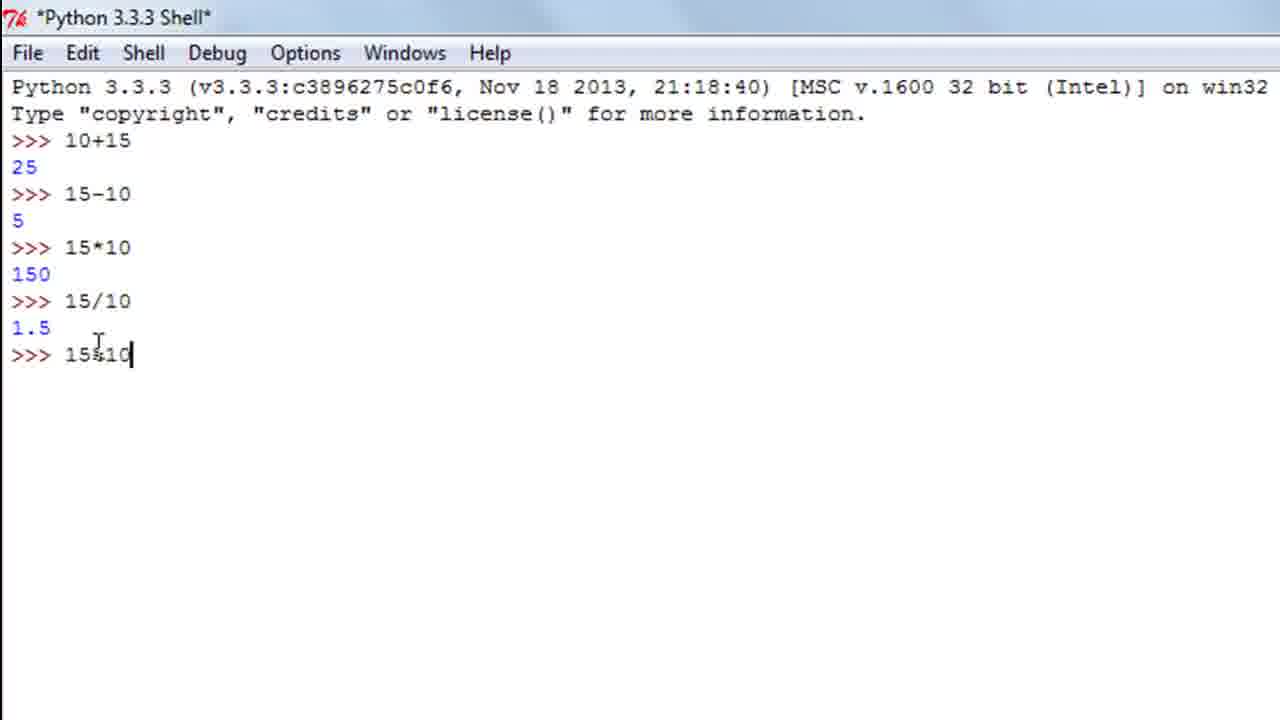 *Python 3.3.3 Shell*
File Edit Shell Debug Options Windows Help
Python 3.3.3 (v3.3.3:c3896275c0f6, Nov 18 2013, 21:18:40) [MSC v.1600 32 bit (Intel)] on win32
Type "copyright", "credits" or "license()" for more information.
>>> 10+15
25
>>> 15-10
5
>>> 15*10
150
>>> 15/10
1.5
>>> 15%10